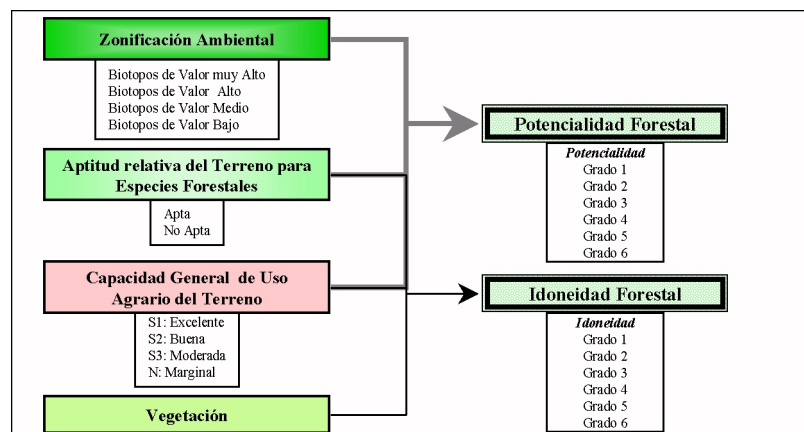 Zonificación Ambiental
Biotopos de Valor muy Alto
Biotopos de Valor Alto
Biotopos de Valor Medio
Biotopos de Valor Bajo
Aptitud relativa del Terreno para
Especies Forestales
Apta
No Apta
Capacidad General de Uso
Agrario del Terreno
S1: Excelente
S2: Buena
S3: Moderada
N: Marginal
Vegetación
Potencialidad Forestal
Potencialidad
Grado 1
Grado 2
Grado 3
Grado 4
Grado 5
Grado 6
Idoneidad Forestal
Idoneidad
Grado 1
Grado 2
Grado 3
Grado 4
Grado 5
Grado 6